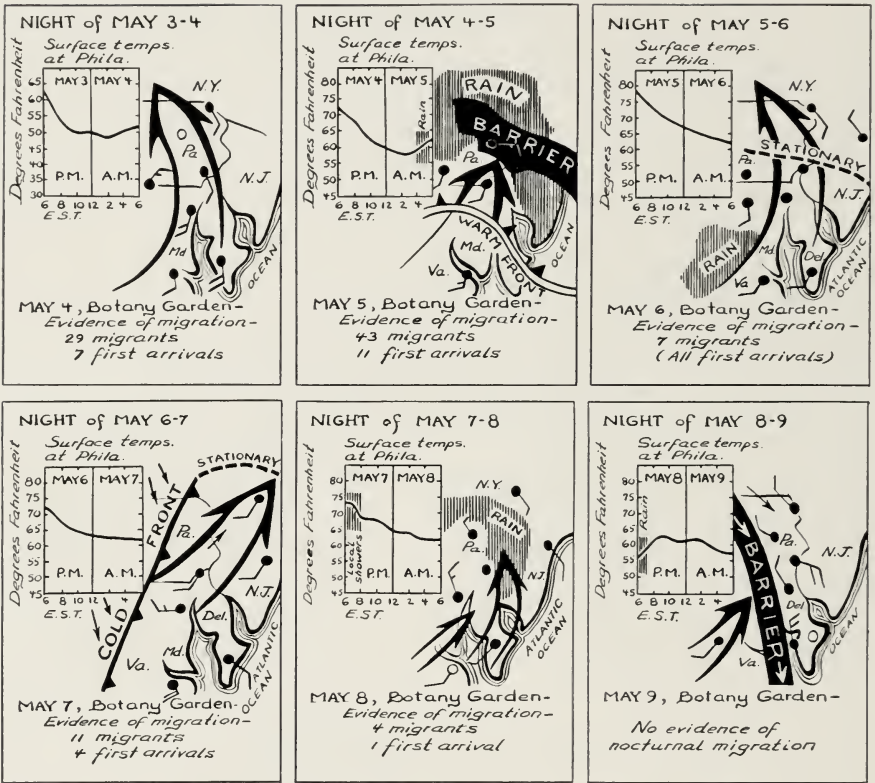 NIGHT of MAY 3-4
Surface temps.
at Phila.
Degrees Fahrenheit
MAY 3 MAY 4
65
60
55
50
45
40
35
30
P.M. A.M.
6 8 10 12 2 4 6
E.S.T.
N.Y.
Pa.
N.J.
Md.
OCEAN
MAY 4, Botany Garden-
Evidence of migration-
29 migrants
7 first arrivals
NIGHT of MAY 4-5
Surface temps.
at Phila.
Degrees Fahrenheit
MAY 4 MAY 5
80
75
70
65
60
55
50
45
Rain
P.M. A.M.
6 8 10 12 2 4
E.S.T.
RAIN
BARRIER
Pa.
WARM FRONT
Md.
Va.
OCEAN
MAY 5, Botany Garden-
Evidence of migration-
43 migrants
11 first arrivals
NIGHT of MAY 5-6
Surface temps.
at Phila.
Degrees Fahrenheit
MAY 5 MAY 6
80
75
70
65
60
55
50
45
P.M. A.M.
6 8 10 12 2 4 6
E.S.T.
N.Y.
STATIONARY
Pa.
N.J.
RAIN
Md.
Del.
Va.
ATLANTIC OCEAN
MAY 6, Botany Garden-
Evidence of migration-
7 migrants
(All first arrivals)
NIGHT of MAY 6-7
Surface temps.
at Phila.
Degrees Fahrenheit
MAY 6 MAY 7
80
75
70
65
60
55
50
45
P.M. A.M.
6 8 10 12 2 4
E.S.T.
STATIONARY
COLD FRONT
Pa.
N.J.
Del.
Md.
Va.
ATLANTIC OCEAN
MAY 7, Botany Garden-
Evidence of migration-
11 migrants
4 first arrivals
NIGHT of MAY 7-8
Surface temps.
at Phila.
Degrees Fahrenheit
MAY 7 MAY 8
80
75
70
65
60
55
50
45
Local showers
P.M. A.M.
6 8 10 12 2 4 6
E.S.T.
N.Y.
RAIN
Pa.
N.J.
ATLANTIC OCEAN
MAY 8, Botany Garden-
Evidence of migration-
4 migrants
1 first arrival
NIGHT of MAY 8-9
Surface temps.
at Phila.
Degrees Fahrenheit
MAY 8 MAY 9
80
75
70
65
60
55
50
45
Rain
P.M. A.M.
6 8 10 12 2 4
E.S.T.
BARRIER
Pa.
N.J.
Del.
Va.
OCEAN
MAY 9, Botany Garden-
No evidence of
nocturnal migration